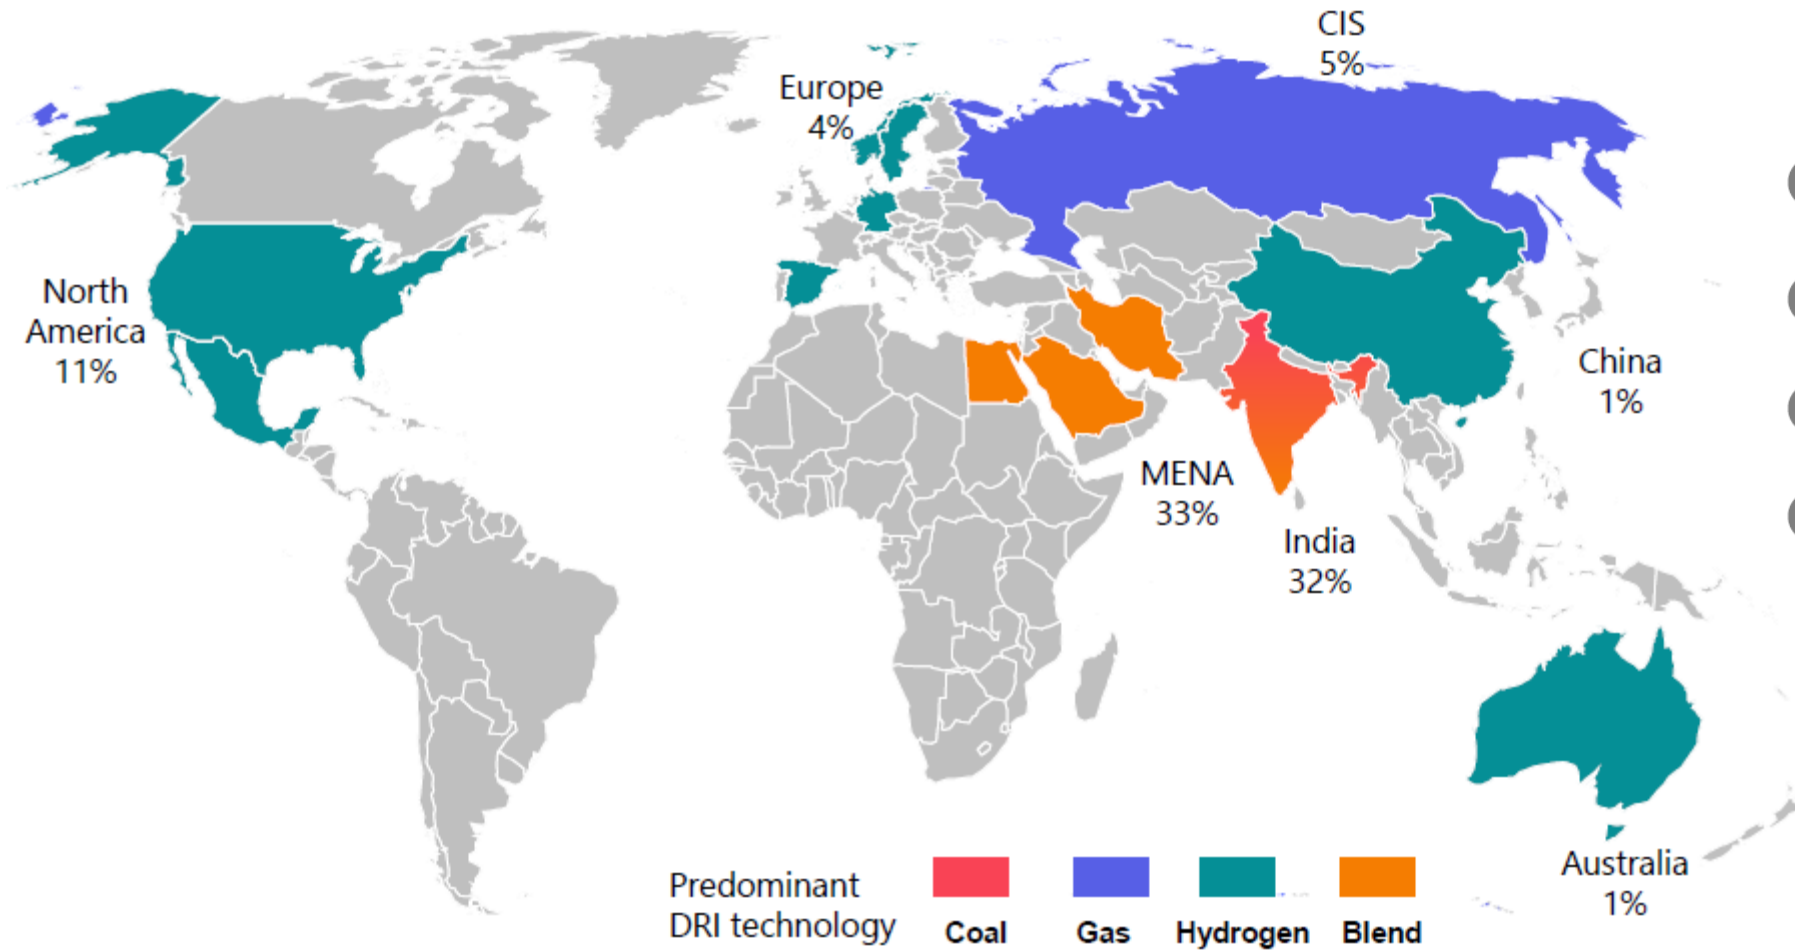 CIS
5%
Europe
4%
North
America
11%
China
1%
MENA
33%
India
32%
Australia
1%
Predominant
DRI technology
Coal
Gas
Hydrogen
Blend